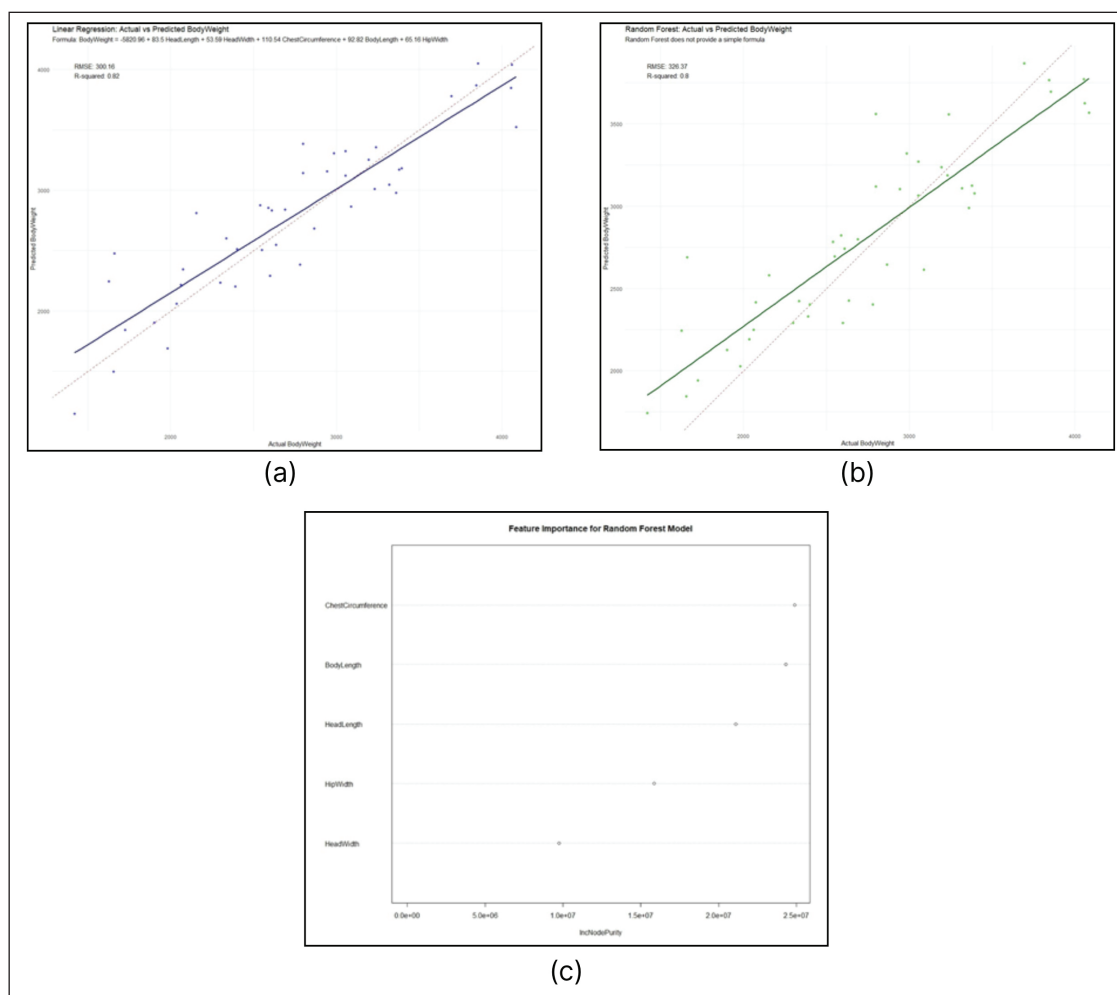 Linear Regression: Actual vs Predicted BodyWeight
Formula: BodyWeight = -5820.96 + 83.5 HeadLength + 53.59 HeadWidth + 110.54 ChestCircumference + 92.82 BodyLength + 65.16 HipWidth
RMSE: 300.16
R-squared: 0.82
4000
3000
2000
Predicted BodyWeight
2000 3000 4000
Actual BodyWeight
(a)
Random Forest: Actual vs Predicted BodyWeight
Random Forest does not provide a simple formula
RMSE: 326.37
R-squared: 0.8
3500
3000
2500
2000
Predicted BodyWeight
2000 3000 4000
Actual BodyWeight
(b)
Feature Importance for Random Forest Model
ChestCircumference
BodyLength
HeadLength
HipWidth
HeadWidth
0.0e+00 5.0e+06 1.0e+07 1.5e+07 2.0e+07 2.5e+07
IncNodePurity
(c)